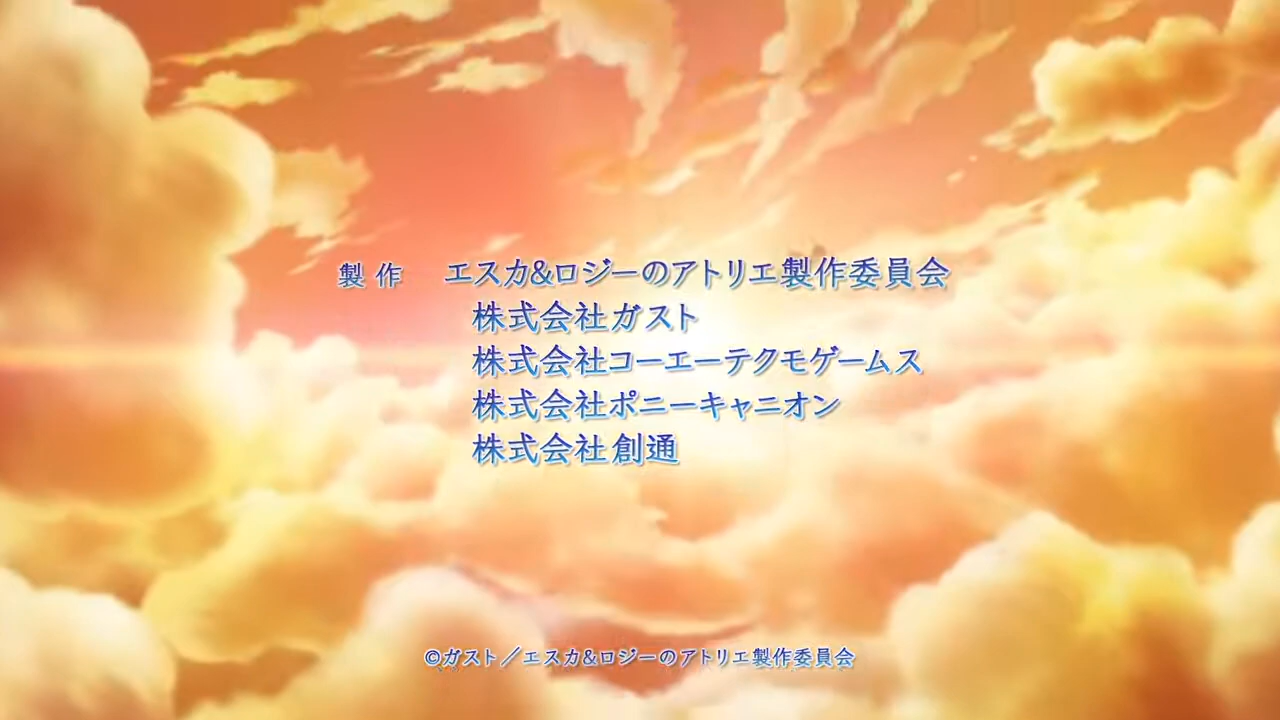 製作 エスカ&ロジーのアトリエ製作委員会
株式会社ガスト
株式会社コーエーテクモゲームス
株式会社ポニーキャニオン
株式会社創通
©ガスト／エスカ&ロジーのアトリエ製作委員会